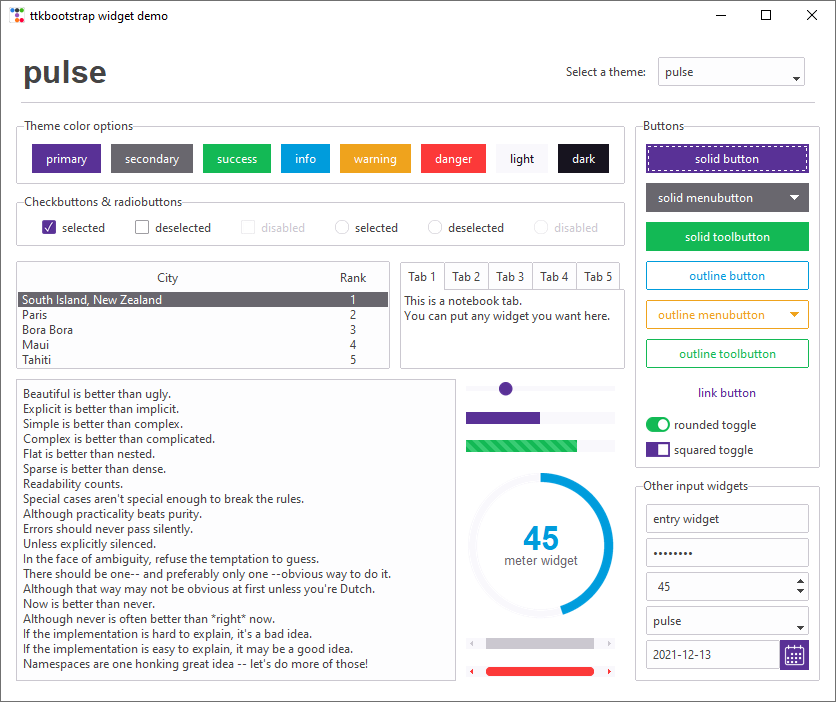 ttkbootstrap widget demo
pulse
Select a theme: pulse
Theme color options
primary secondary success info warning danger light dark
Checkbuttons & radiobuttons
selected deselected disabled selected deselected disabled
City Rank
South Island, New Zealand 1
Paris 2
Bora Bora 3
Maui 4
Tahiti 5
Tab 1 Tab 2 Tab 3 Tab 4 Tab 5
This is a notebook tab.
You can put any widget you want here.
Beautiful is better than ugly.
Explicit is better than implicit.
Simple is better than complex.
Complex is better than complicated.
Flat is better than nested.
Sparse is better than dense.
Readability counts.
Special cases aren't special enough to break the rules.
Although practicality beats purity.
Errors should never pass silently.
Unless explicitly silenced.
In the face of ambiguity, refuse the temptation to guess.
There should be one-- and preferably only one --obvious way to do it.
Although that way may not be obvious at first unless you're Dutch.
Now is better than never.
Although never is often better than *right* now.
If the implementation is hard to explain, it's a bad idea.
If the implementation is easy to explain, it may be a good idea.
Namespaces are one honking great idea -- let's do more of those!
45
meter widget
Buttons
solid button
solid menubutton
solid toolbutton
outline button
outline menubutton
outline toolbutton
link button
rounded toggle
squared toggle
Other input widgets
entry widget
••••••••
45
pulse
2021-12-13